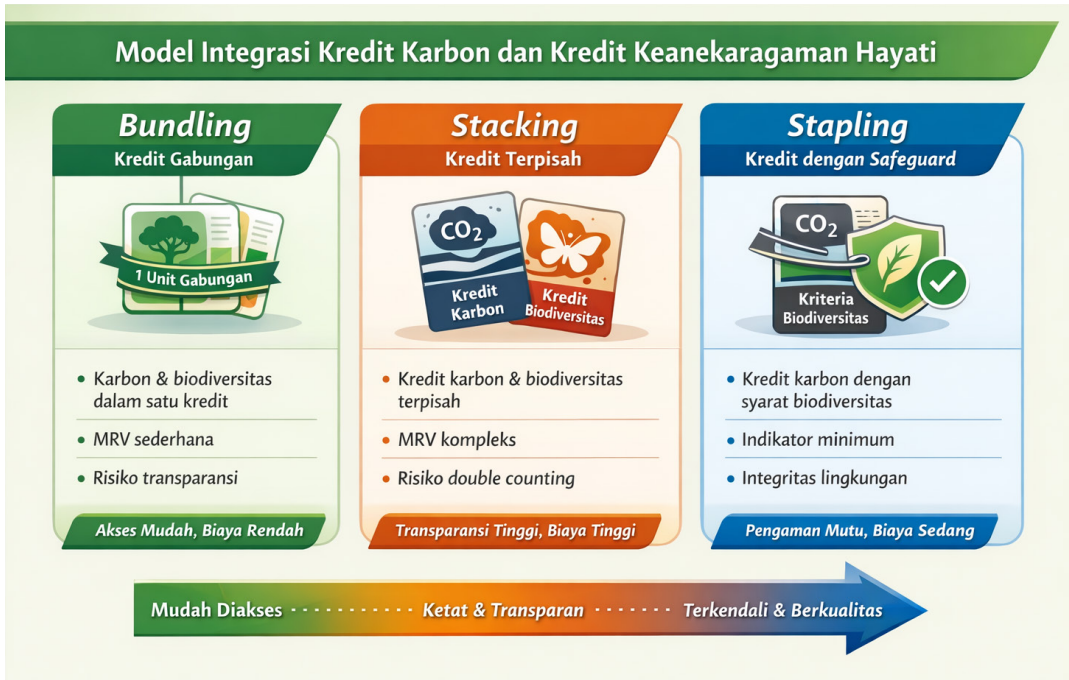 Model Integrasi Kredit Karbon dan Kredit Keanekaragaman Hayati
Bundling
Kredit Gabungan
1 Unit Gabungan
• Karbon & biodiversitas
dalam satu kredit
• MRV sederhana
• Risiko transparansi
Akses Mudah, Biaya Rendah
Stacking
Kredit Terpisah
CO₂
Kredit
Karbon
Kredit
Biodiversitas
• Kredit karbon & biodiversitas
terpisah
• MRV kompleks
• Risiko double counting
Transparansi Tinggi, Biaya Tinggi
Stapling
Kredit dengan Safeguard
CO₂
Kriteria
Biodiversitas
• Kredit karbon dengan
syarat biodiversitas
• Indikator minimum
• Integritas lingkungan
Pengaman Mutu, Biaya Sedang
Mudah Diakses · · · · · · · · · · Ketat & Transparan · · · · · · Terkendali & Berkualitas